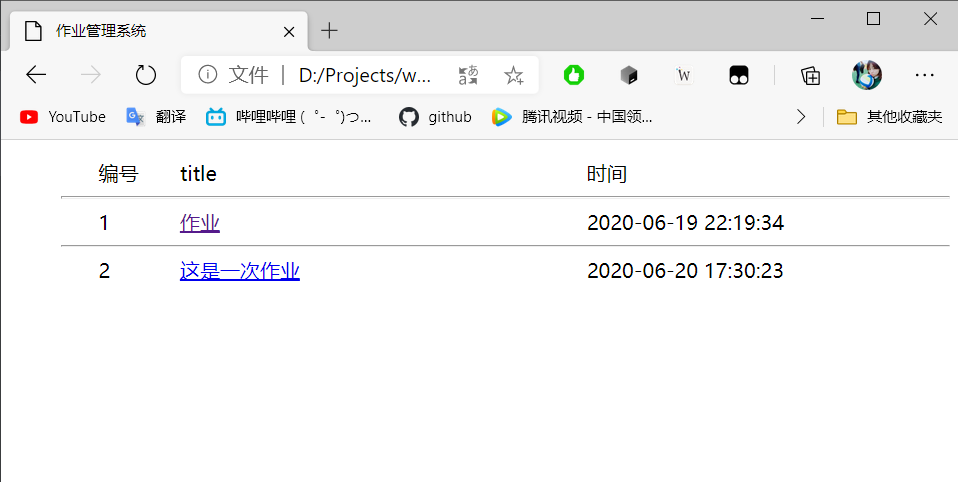 作业管理系统
文件 D:/Projects/w...
YouTube 翻译 哔哩哔哩 (゜-゜)つ... github 腾讯视频 - 中国领... 其他收藏夹
编号 title 时间
1 作业 2020-06-19 22:19:34
2 这是一次作业 2020-06-20 17:30:23